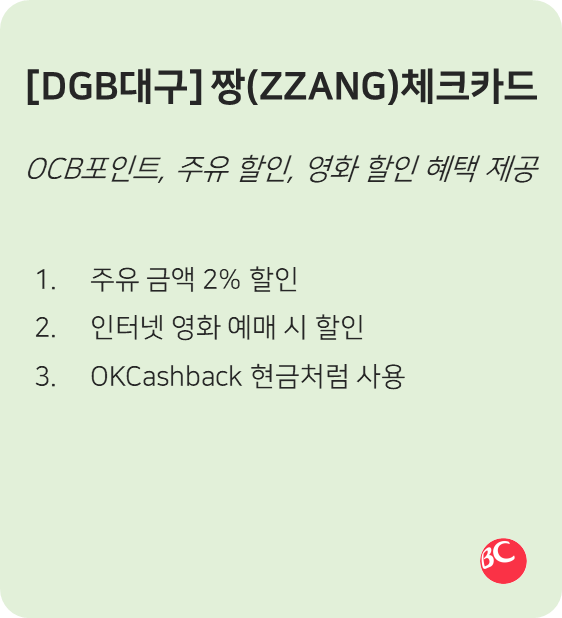 [DGB대구] 짱(ZZANG)체크카드
OCB포인트, 주유 할인, 영화 할인 혜택 제공
1. 주유 금액 2% 할인
2. 인터넷 영화 예매 시 할인
3. OKCashback 현금처럼 사용
BC